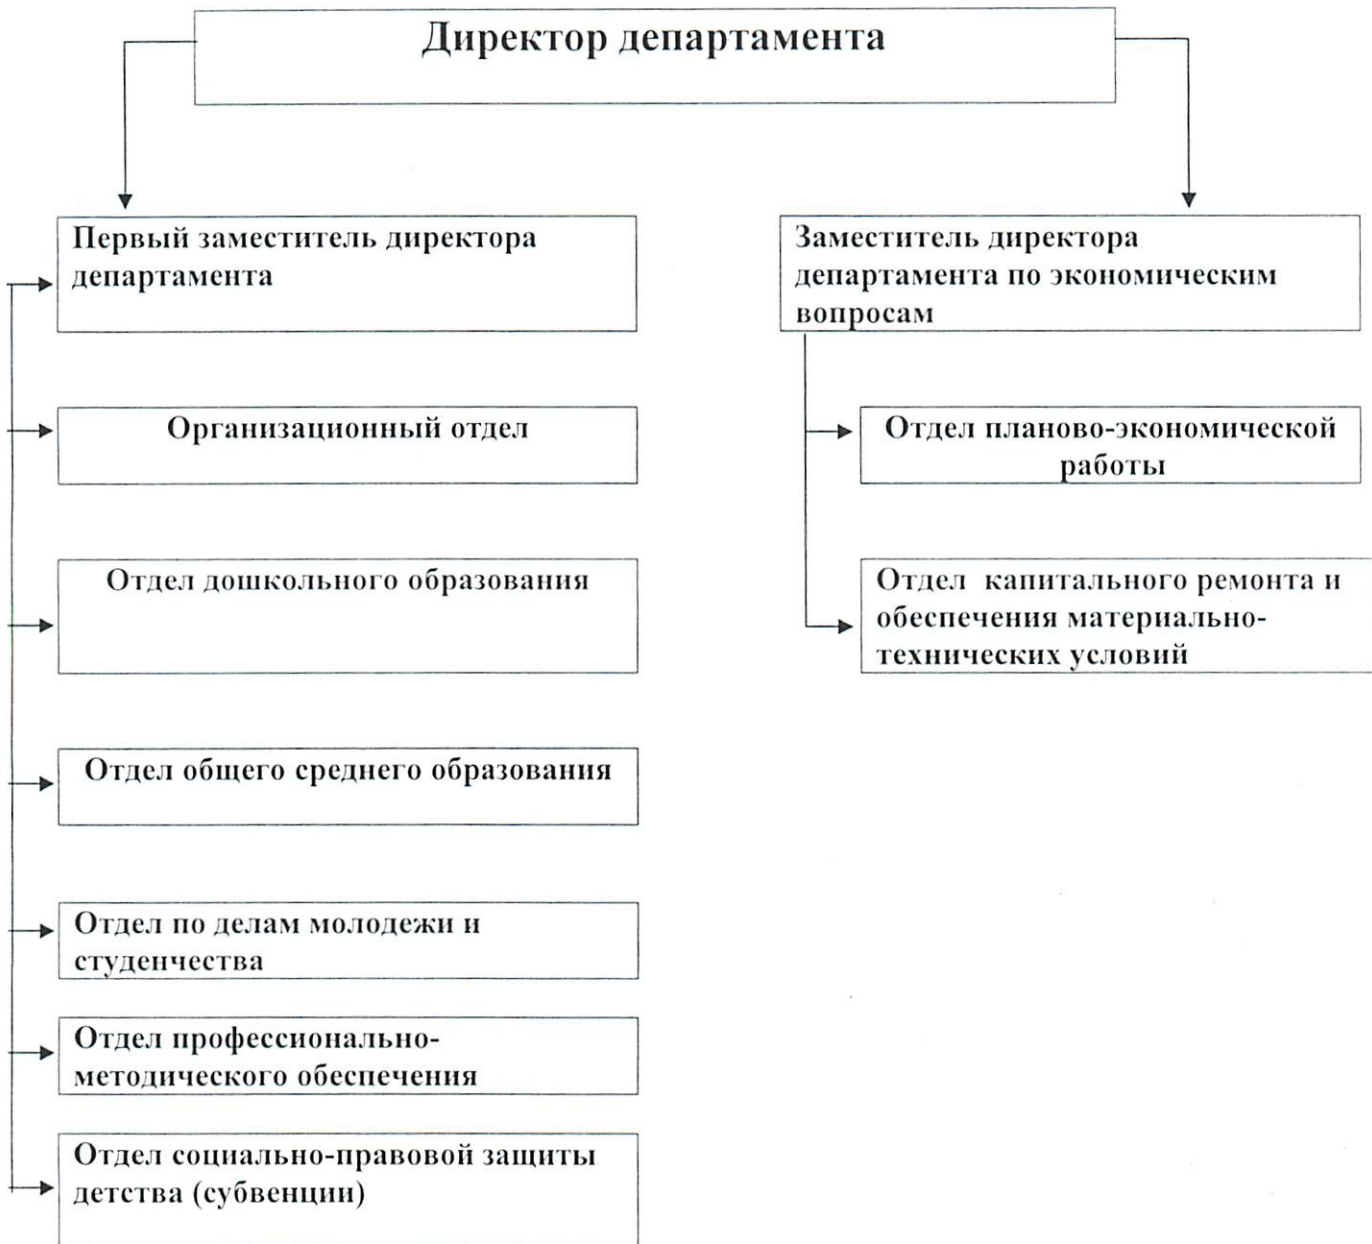 Директор департамента
Первый заместитель директора
департамента
Заместитель директора
департамента по экономическим
вопросам
Организационный отдел
Отдел планово-экономической
работы
Отдел дошкольного образования
Отдел капитального ремонта и
обеспечения материально-
технических условий
Отдел общего среднего образования
Отдел по делам молодежи и
студенчества
Отдел профессионально-
методического обеспечения
Отдел социально-правовой защиты
детства (субвенции)